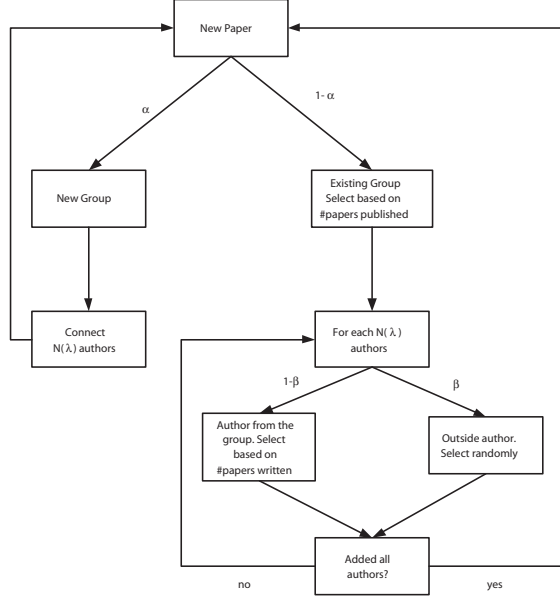 New Paper
α
1- α
New Group
Existing Group
Select based on
#papers published
Connect
N(λ) authors
For each N( λ )
authors
1-β
β
Author from the
group. Select
based on
#papers written
Outside author.
Select randomly
Added all
authors?
no
yes